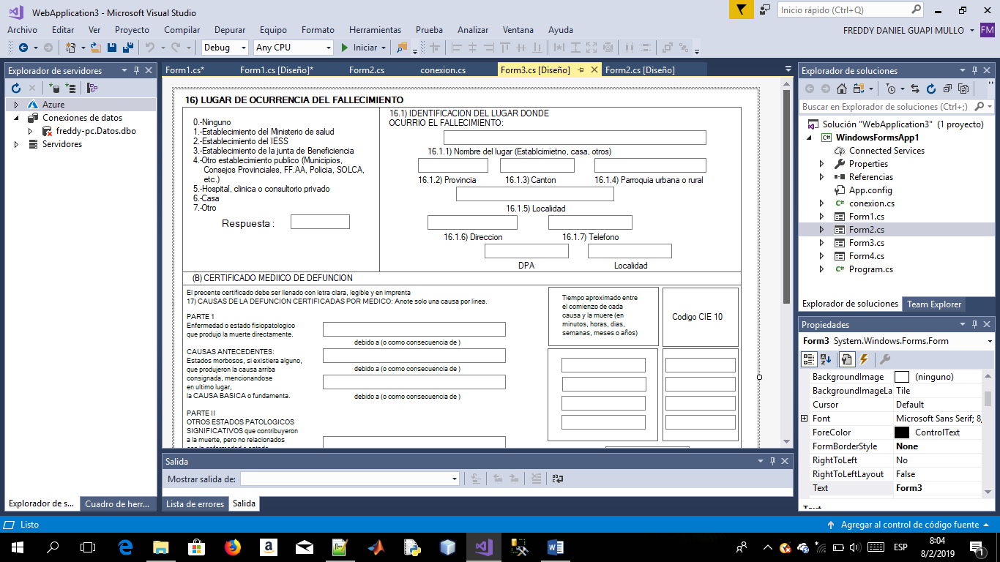 WebApplication3 - Microsoft Visual Studio
Inicio rápido (Ctrl+Q)
Archivo Editar Ver Proyecto Compilar Depurar Equipo Formato Herramientas Prueba Analizar Ventana Ayuda
FREDDY DANIEL GUAPI MULLO FM
Debug Any CPU Iniciar
Explorador de servidores
Azure
Conexiones de datos
freddy-pc.Datos.dbo
Servidores
Explorador de s... Cuadro de herr...
Form1.cs* Form1.cs [Diseño]* Form2.cs conexion.cs Form3.cs [Diseño] Form2.cs [Diseño]
16) LUGAR DE OCURRENCIA DEL FALLECIMIENTO
0.-Ninguno
1.-Establecimiento del Ministerio de salud
2.-Establecimiento del IESS
3.-Establecimiento de la junta de Beneficiencia
4.-Otro establecimiento publico (Municipios,
Consejos Provinciales, FF.AA, Policia, SOLCA,
etc.)
5.-Hospital, clinica o consultorio privado
6.-Casa
7.-Otro
Respuesta :
16.1) IDENTIFICACION DEL LUGAR DONDE
OCURRIO EL FALLECIMIENTO:
16.1.1) Nombre del lugar (Establcimietno, casa, otros)
16.1.2) Provincia 16.1.3) Canton 16.1.4) Parroquia urbana o rural
16.1.5) Localidad
16.1.6) Direccion 16.1.7) Telefono
DPA Localidad
(B) CERTIFICADO MEDIICO DE DEFUNCION
El precente certificado debe ser llenado con letra clara, legible y en imprenta
17) CAUSAS DE LA DEFUNCION CERTIFICADAS POR MEDICO: Anote solo una causa por linea.
PARTE 1
Enfermedad o estado fisiopatologico
que produjo la muerte directamente.
debido a (o como consecuencia de )
CAUSAS ANTECEDENTES:
Estados morbosos, si existiera alguno,
que produjeron la causa arriba
consignada, mencionandose
en ultimo lugar,
la CAUSA BASICA o fundamenta.
debido a (o como consecuencia de )
debido a (o como consecuencia de )
PARTE II
OTROS ESTADOS PATOLOGICOS
SIGNIFICATIVOS que contribuyeron
a la muerte, pero no relacionados
Tiempo aproximado entre
el comienzo de cada
causa y la muere (en
minutos, horas, dias,
semanas, meses o años)
Codigo CIE 10
Salida
Mostrar salida de:
Lista de errores Salida
Explorador de soluciones
Buscar en Explorador de soluciones (Ctrl+;)
Solución "WebApplication3" (1 proyecto)
WindowsFormsApp1
Connected Services
Properties
Referencias
App.config
conexion.cs
Form1.cs
Form2.cs
Form3.cs
Form4.cs
Program.cs
Explorador de soluciones Team Explorer
Propiedades
Form3 System.Windows.Forms.Form
BackgroundImage (ninguno)
BackgroundImageLa Tile
Cursor Default
Font Microsoft Sans Serif; 8,
ForeColor ControlText
FormBorderStyle None
RightToLeft No
RightToLeftLayout False
Text Form3
Listo
Agregar al control de código fuente
ESP
8:04
8/2/2019